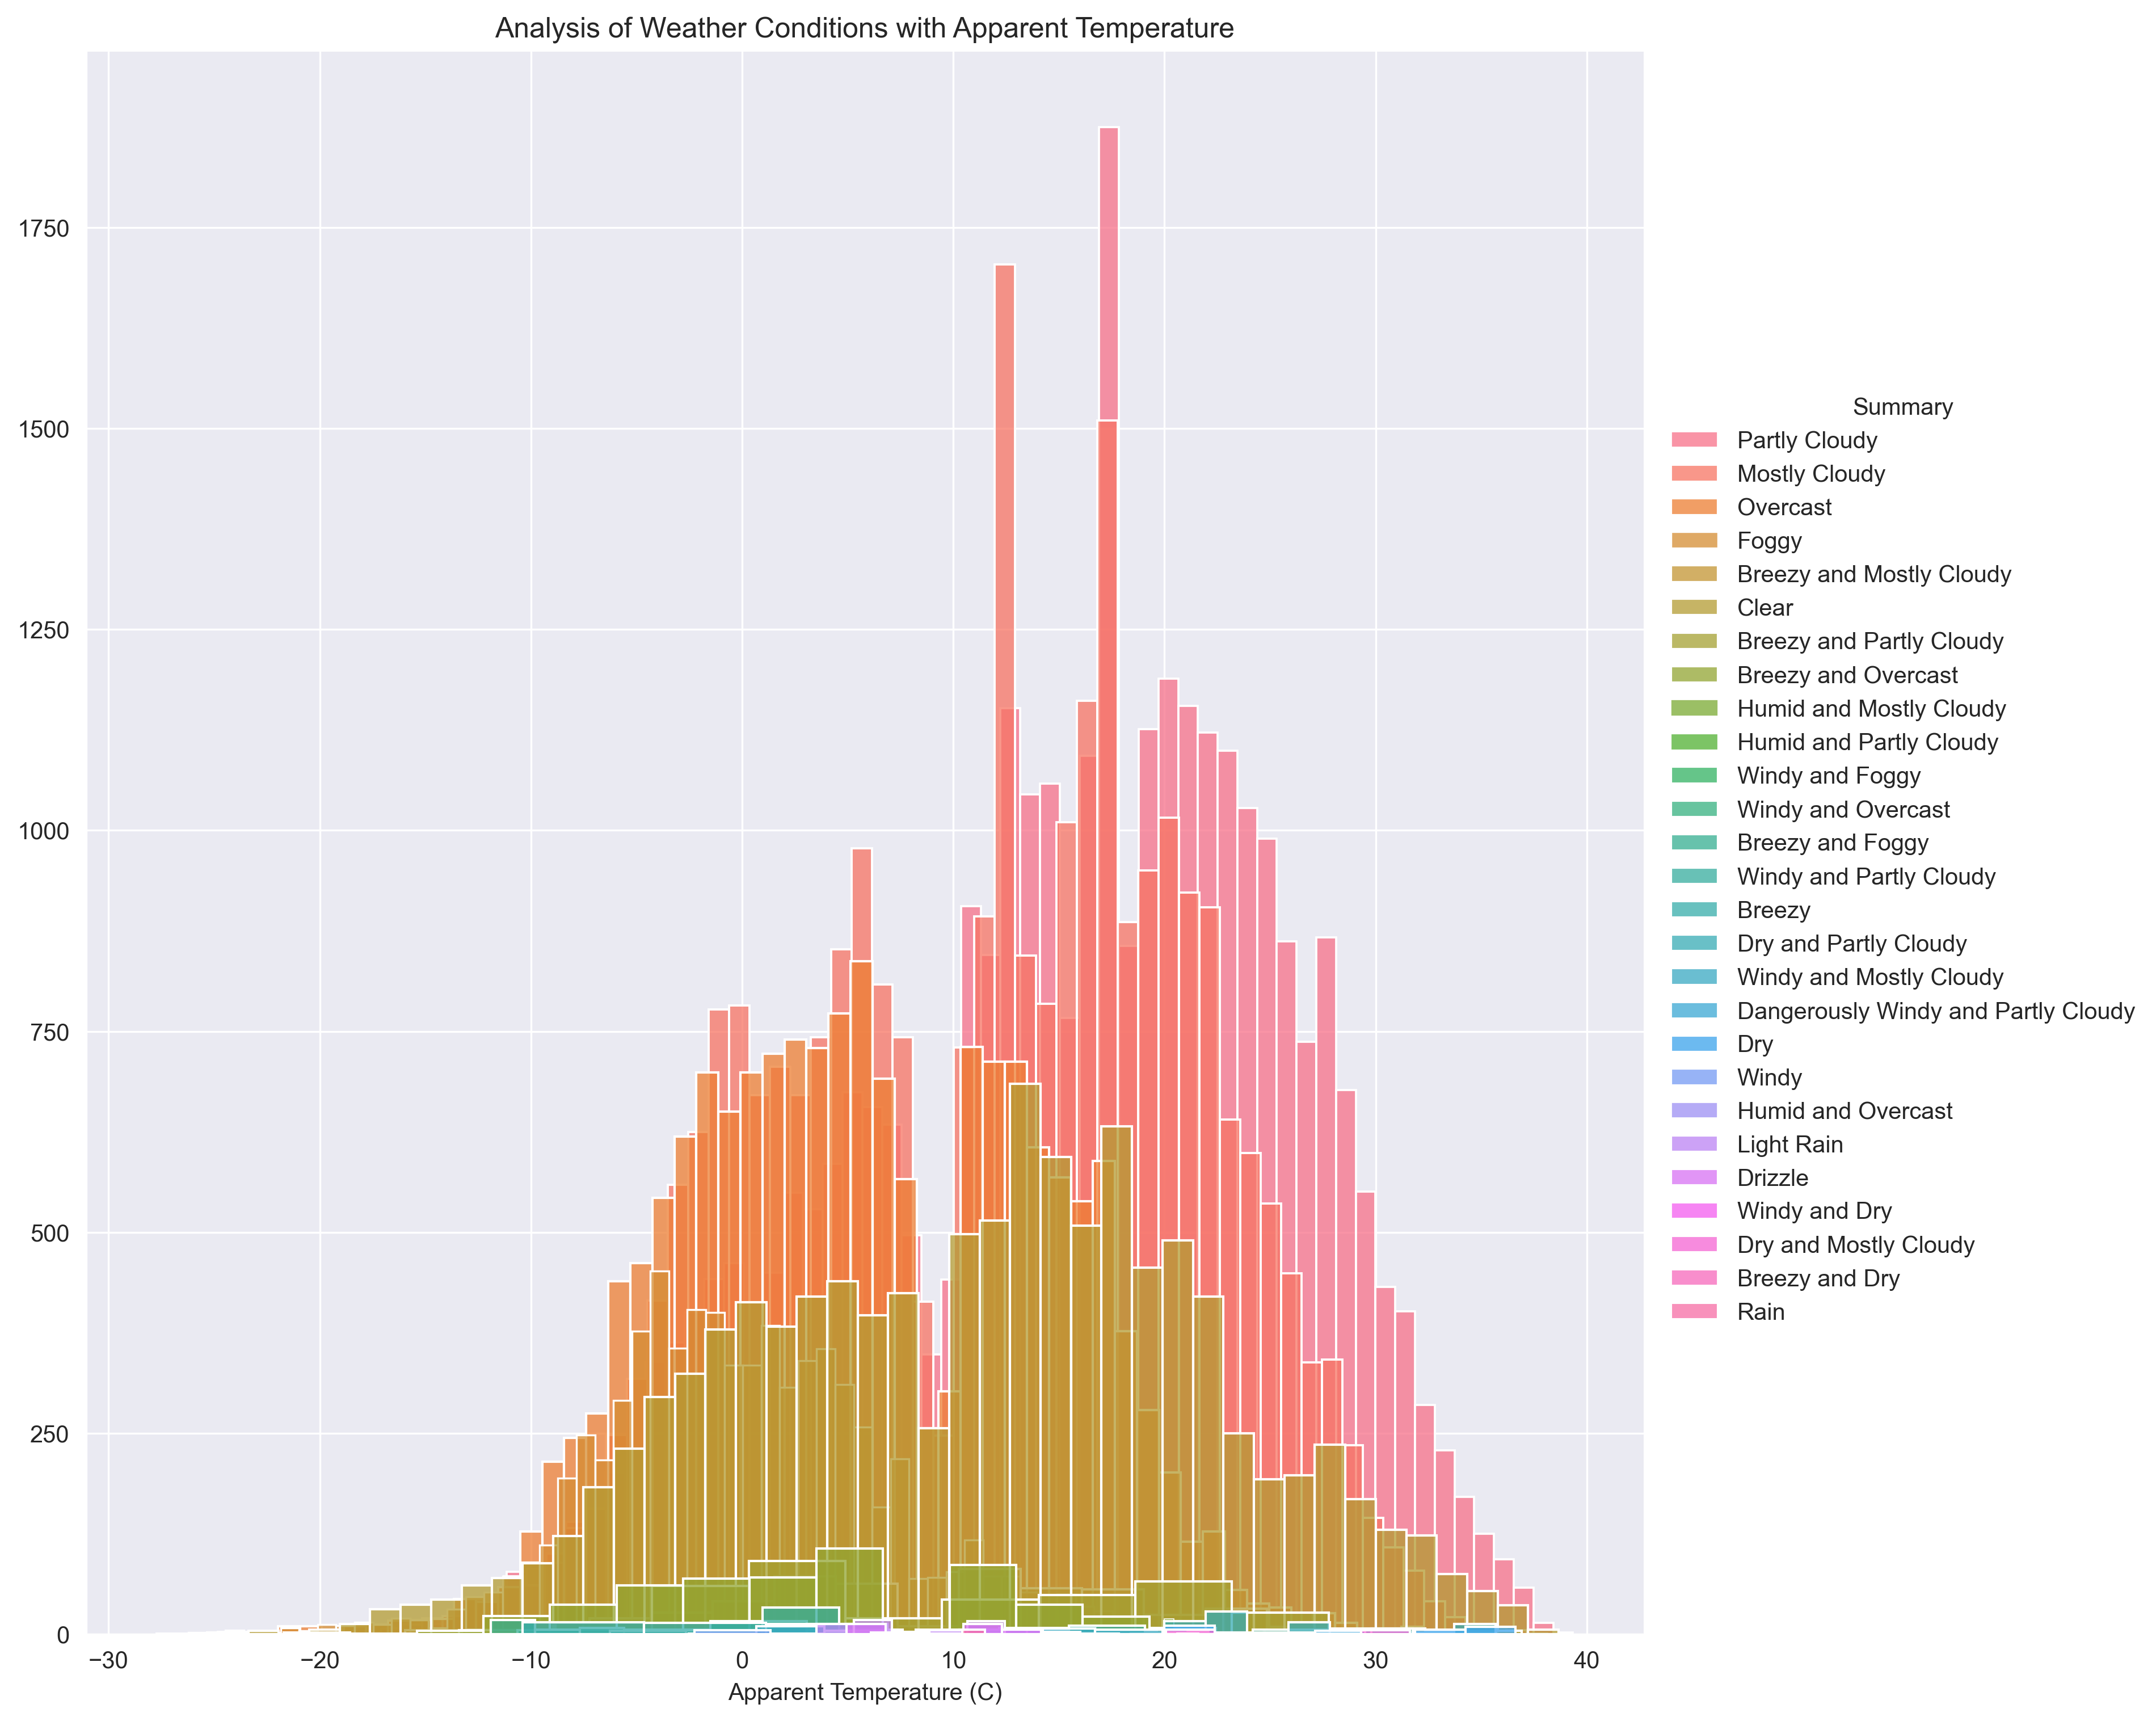 Analysis of Weather Conditions with Apparent Temperature
1750
1500
1250
1000
750
500
250
0
−30 −20 −10 0 10 20 30 40
Apparent Temperature (C)
Summary
Partly Cloudy
Mostly Cloudy
Overcast
Foggy
Breezy and Mostly Cloudy
Clear
Breezy and Partly Cloudy
Breezy and Overcast
Humid and Mostly Cloudy
Humid and Partly Cloudy
Windy and Foggy
Windy and Overcast
Breezy and Foggy
Windy and Partly Cloudy
Breezy
Dry and Partly Cloudy
Windy and Mostly Cloudy
Dangerously Windy and Partly Cloudy
Dry
Windy
Humid and Overcast
Light Rain
Drizzle
Windy and Dry
Dry and Mostly Cloudy
Breezy and Dry
Rain